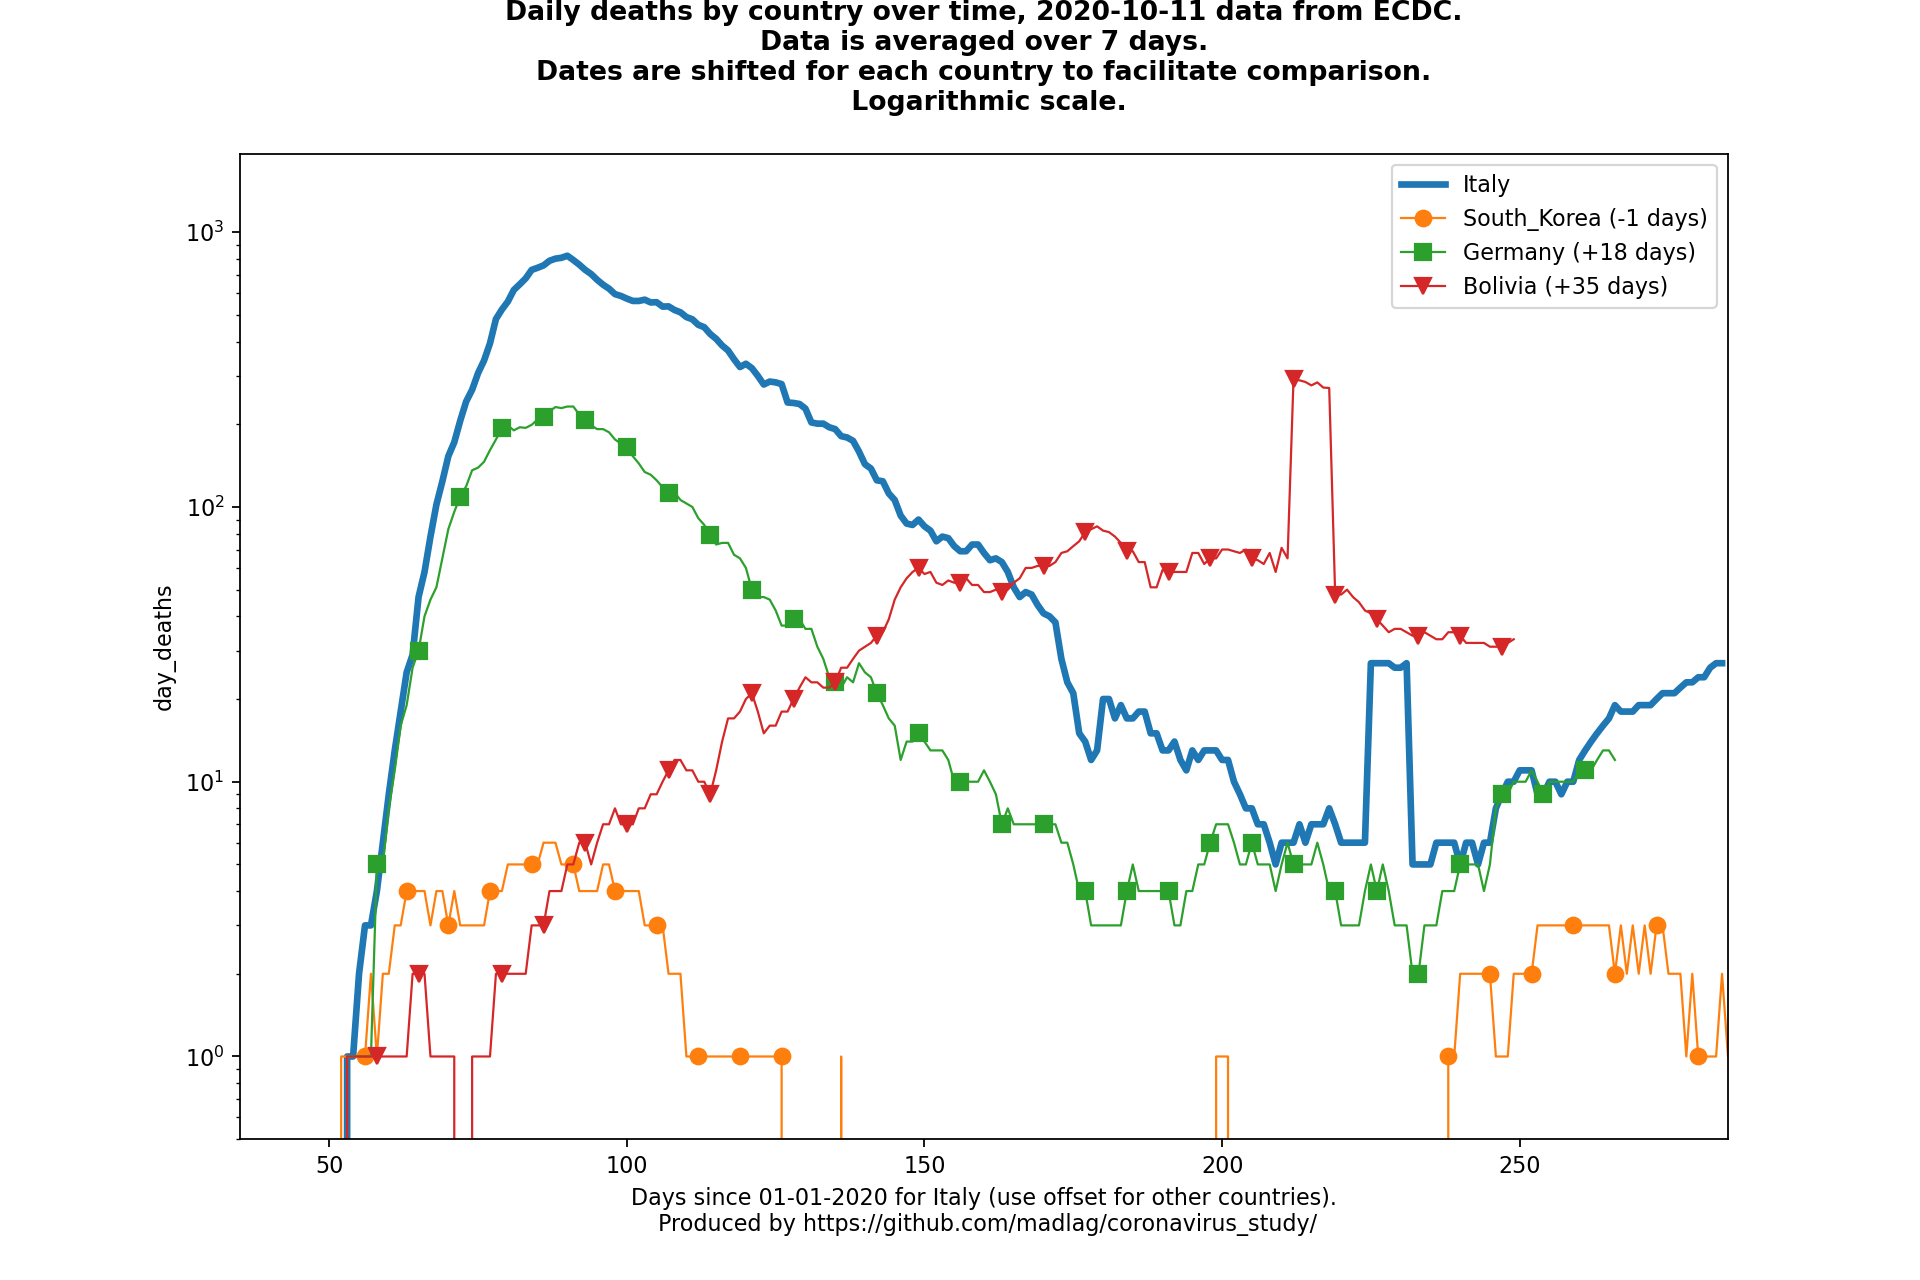 Daily deaths by country over time, 2020-10-11 data from ECDC.
Data is averaged over 7 days.
Dates are shifted for each country to facilitate comparison.
Logarithmic scale.
Italy
South_Korea (-1 days)
Germany (+18 days)
Bolivia (+35 days)
day_deaths
10³
10²
10¹
10⁰
50 100 150 200 250
Days since 01-01-2020 for Italy (use offset for other countries).
Produced by https://github.com/madlag/coronavirus_study/